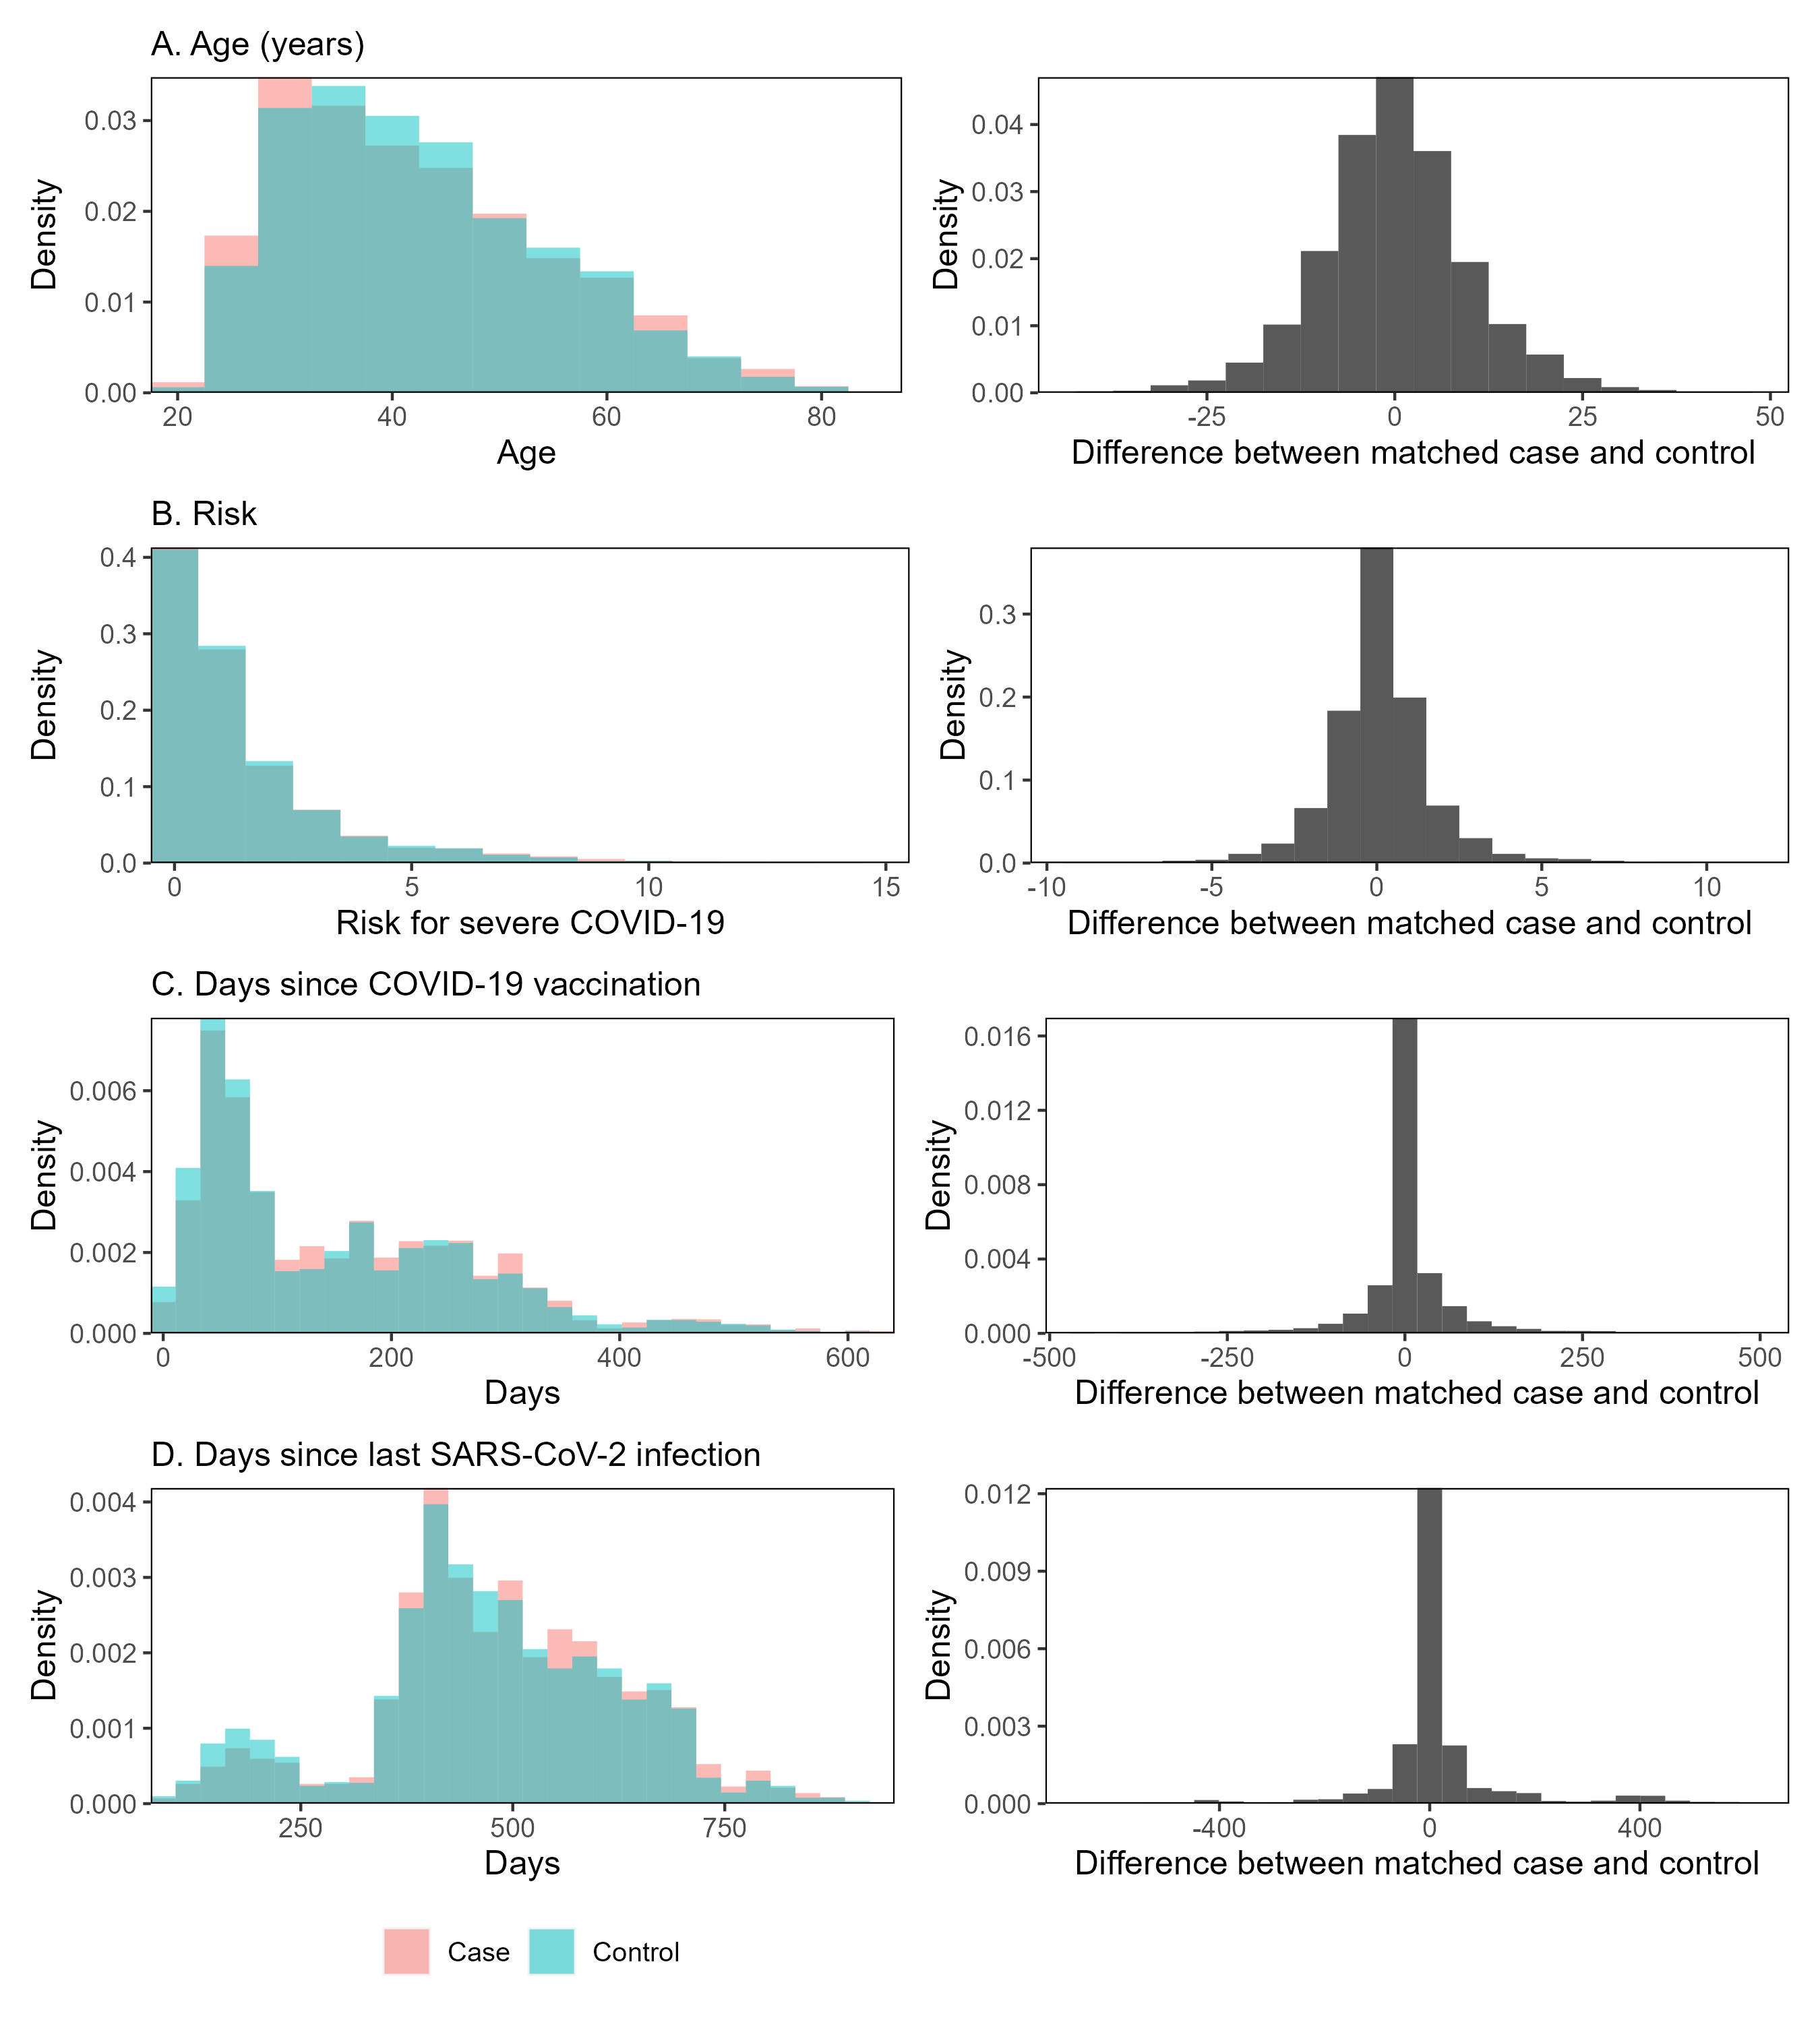 A. Age (years)
Density
0.03
0.02
0.01
0.00
20 40 60 80
Age
Density
0.04
0.03
0.02
0.01
0.00
-25 0 25 50
Difference between matched case and control
B. Risk
Density
0.4
0.3
0.2
0.1
0.0
0 5 10 15
Risk for severe COVID-19
Density
0.3
0.2
0.1
0.0
-10 -5 0 5 10
Difference between matched case and control
C. Days since COVID-19 vaccination
Density
0.006
0.004
0.002
0.000
0 200 400 600
Days
Density
0.016
0.012
0.008
0.004
0.000
-500 -250 0 250 500
Difference between matched case and control
D. Days since last SARS-CoV-2 infection
Density
0.004
0.003
0.002
0.001
0.000
250 500 750
Days
Density
0.012
0.009
0.006
0.003
0.000
-400 0 400
Difference between matched case and control
Case Control